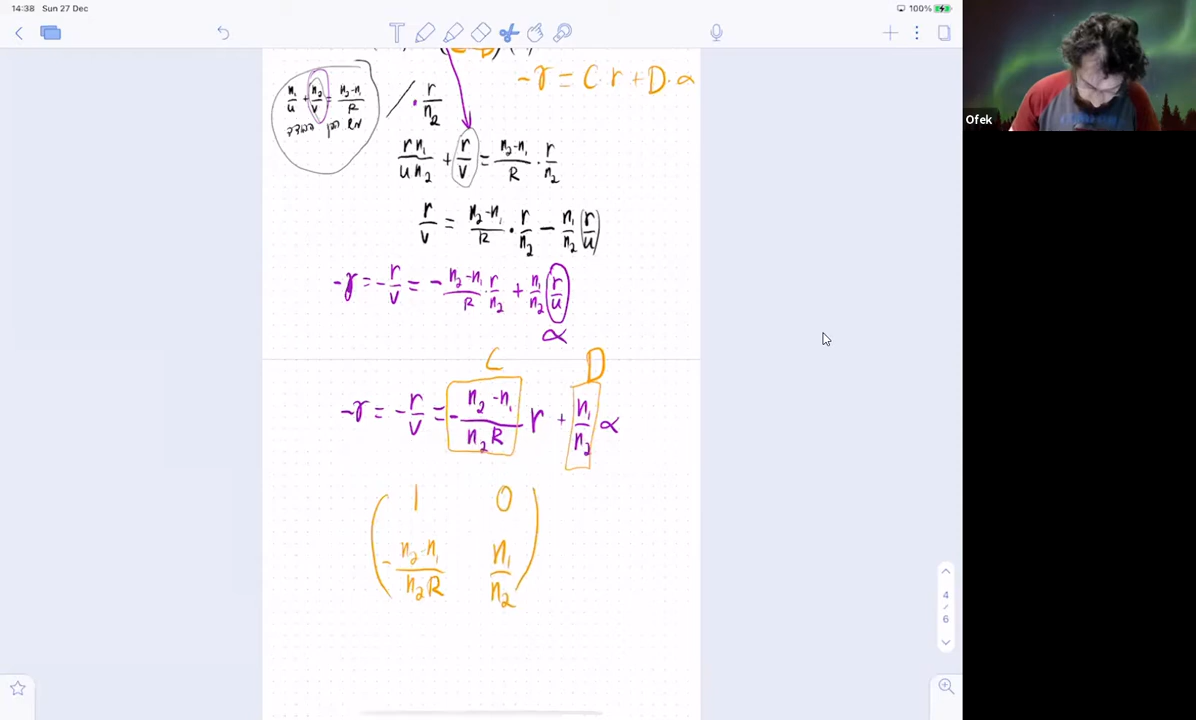 14:38 Sun 27 Dec
100%
-γ = C·r + D·α
n₁/u + n₂/v = (n₂-n₁)/R / · r/n₂
rn₁/un₂ + r/v = (n₂-n₁)/R · r/n₂
r/v = (n₂-n₁)/R · r/n₂ - n₁/n₂ (r/u)
-γ = -r/v = -(n₂-n₁)/R · r/n₂ + n₁/n₂ (r/u)
α
C D
-γ = -r/v = -(n₂-n₁)/(n₂R) r + n₁/n₂ α
( 1 0
-(n₂-n₁)/(n₂R) n₁/n₂ )
Ofek
4
/
6